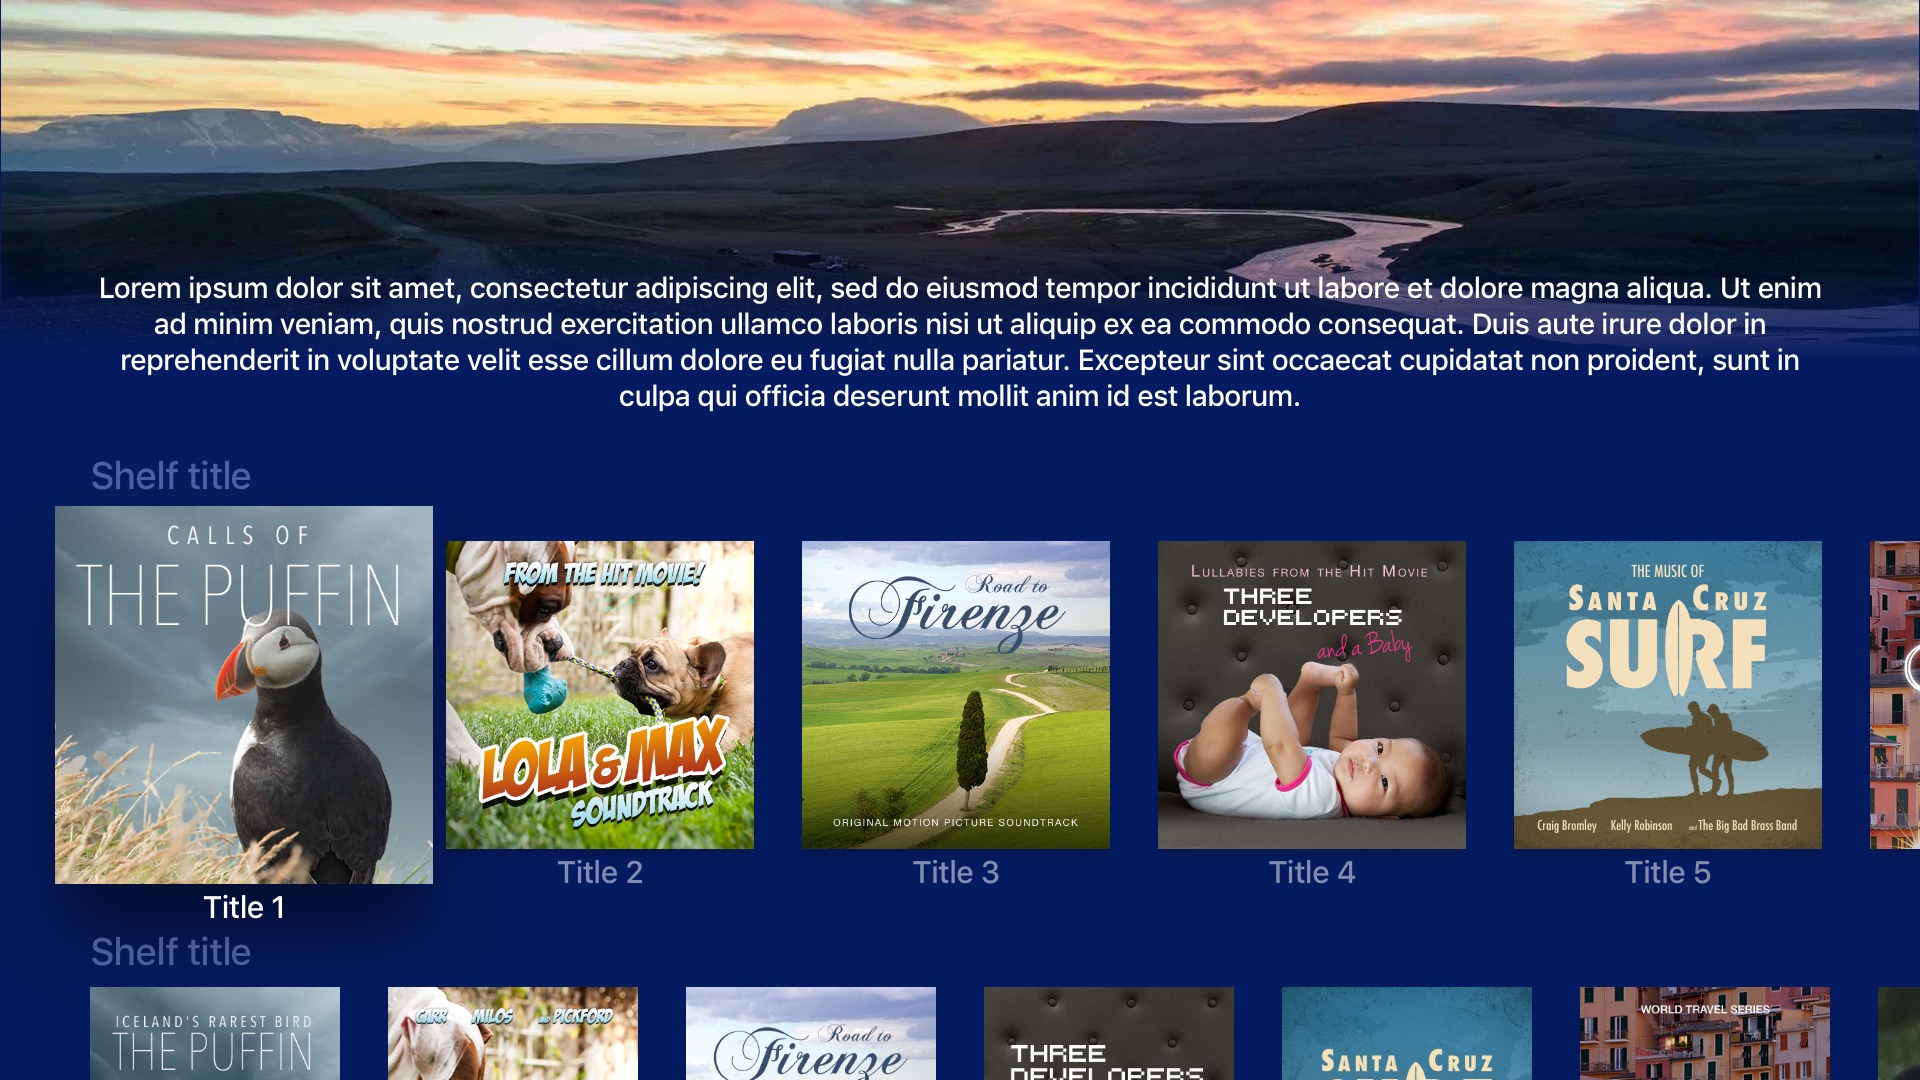 Lorem ipsum dolor sit amet, consectetur adipiscing elit, sed do eiusmod tempor incididunt ut labore et dolore magna aliqua. Ut enim
ad minim veniam, quis nostrud exercitation ullamco laboris nisi ut aliquip ex ea commodo consequat. Duis aute irure dolor in
reprehenderit in voluptate velit esse cillum dolore eu fugiat nulla pariatur. Excepteur sint occaecat cupidatat non proident, sunt in
culpa qui officia deserunt mollit anim id est laborum.
Shelf title
CALLS OF
THE PUFFIN
Title 1
FROM THE HIT MOVIE!
LOLA & MAX
SOUNDTRACK
Title 2
Road to
Firenze
ORIGINAL MOTION PICTURE SOUNDTRACK
Title 3
LULLABIES FROM THE HIT MOVIE
THREE
DEVELOPERS
and a Baby
Title 4
THE MUSIC OF
SANTA CRUZ
SURF
Craig Bromley Kelly Robinson and The Big Bad Brass Band
Title 5
Shelf title
ICELAND'S RAREST BIRD
THE PUFFIN
CARR MILOS AND PICKFORD
Road to
Firenze
THREE
DEVELOPERS
SANTA CRUZ
WORLD TRAVEL SERIES